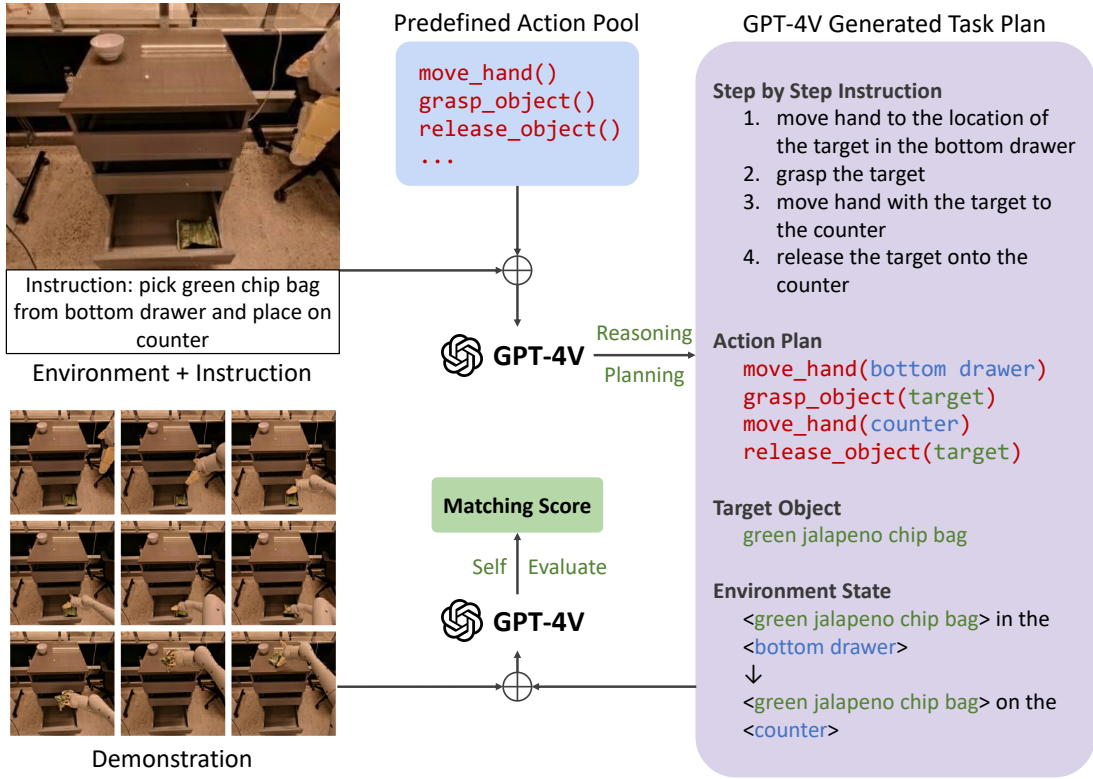 Predefined Action Pool
move_hand()
grasp_object()
release_object()
...
Instruction: pick green chip bag
from bottom drawer and place on
counter
Environment + Instruction
GPT-4V
Reasoning
Planning
GPT-4V Generated Task Plan
Step by Step Instruction
1. move hand to the location of
the target in the bottom drawer
2. grasp the target
3. move hand with the target to
the counter
4. release the target onto the
counter
Action Plan
move_hand(bottom drawer)
grasp_object(target)
move_hand(counter)
release_object(target)
Target Object
green jalapeno chip bag
Environment State
<green jalapeno chip bag> in the
<bottom drawer>
↓
<green jalapeno chip bag> on the
<counter>
Matching Score
Self Evaluate
GPT-4V
Demonstration